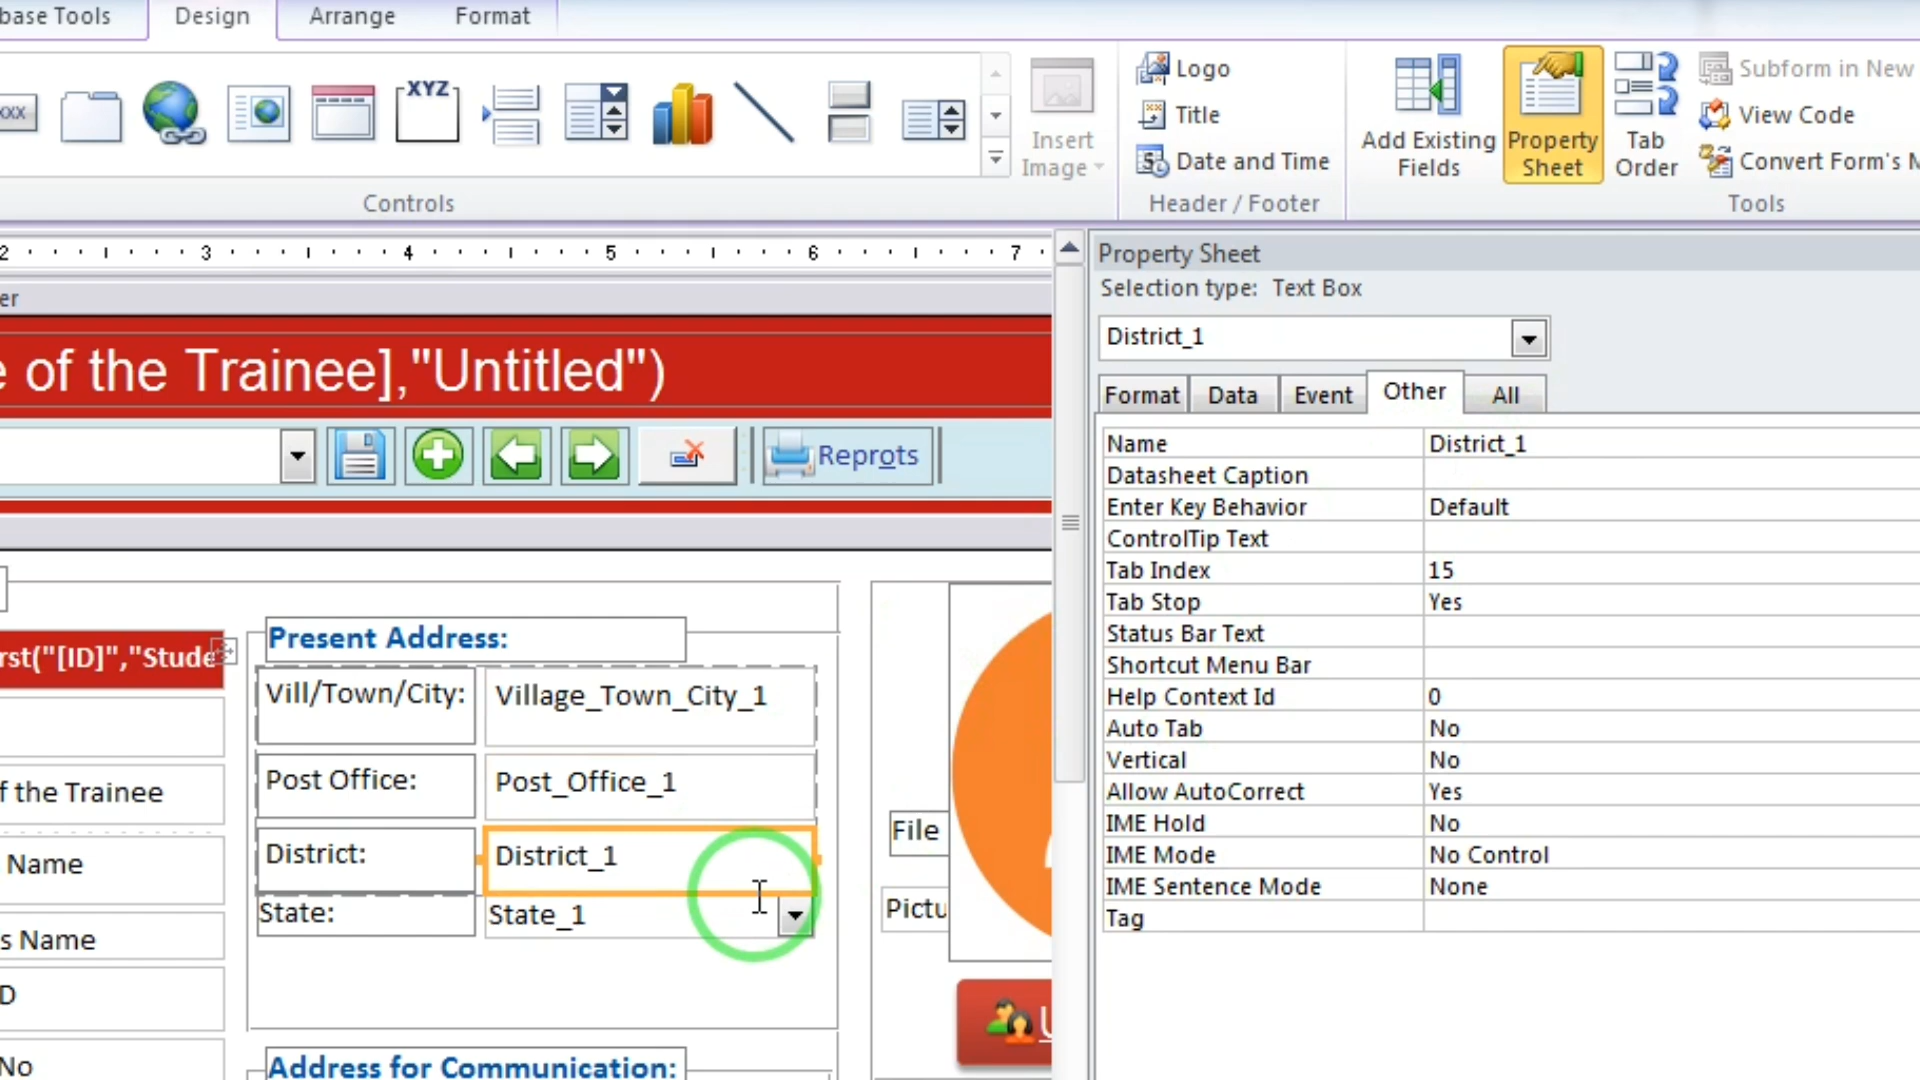 base Tools Design Arrange Format
XYZ
xxx
Insert
Image
Logo
Title
Date and Time
Add Existing
Fields
Property
Sheet
Tab
Order
Subform in New
View Code
Convert Form's M
Controls
Header / Footer
Tools
2 3 4 5 6 7
er
e of the Trainee],"Untitled")
Reprots
rst("[ID]","Stude
f the Trainee
Name
s Name
D
No
Present Address:
Vill/Town/City: Village_Town_City_1
Post Office: Post_Office_1
District: District_1
State: State_1
Address for Communication:
File
Pictu
U
Property Sheet
Selection type: Text Box
District_1
Format Data Event Other All
Name District_1
Datasheet Caption
Enter Key Behavior Default
ControlTip Text
Tab Index 15
Tab Stop Yes
Status Bar Text
Shortcut Menu Bar
Help Context Id 0
Auto Tab No
Vertical No
Allow AutoCorrect Yes
IME Hold No
IME Mode No Control
IME Sentence Mode None
Tag